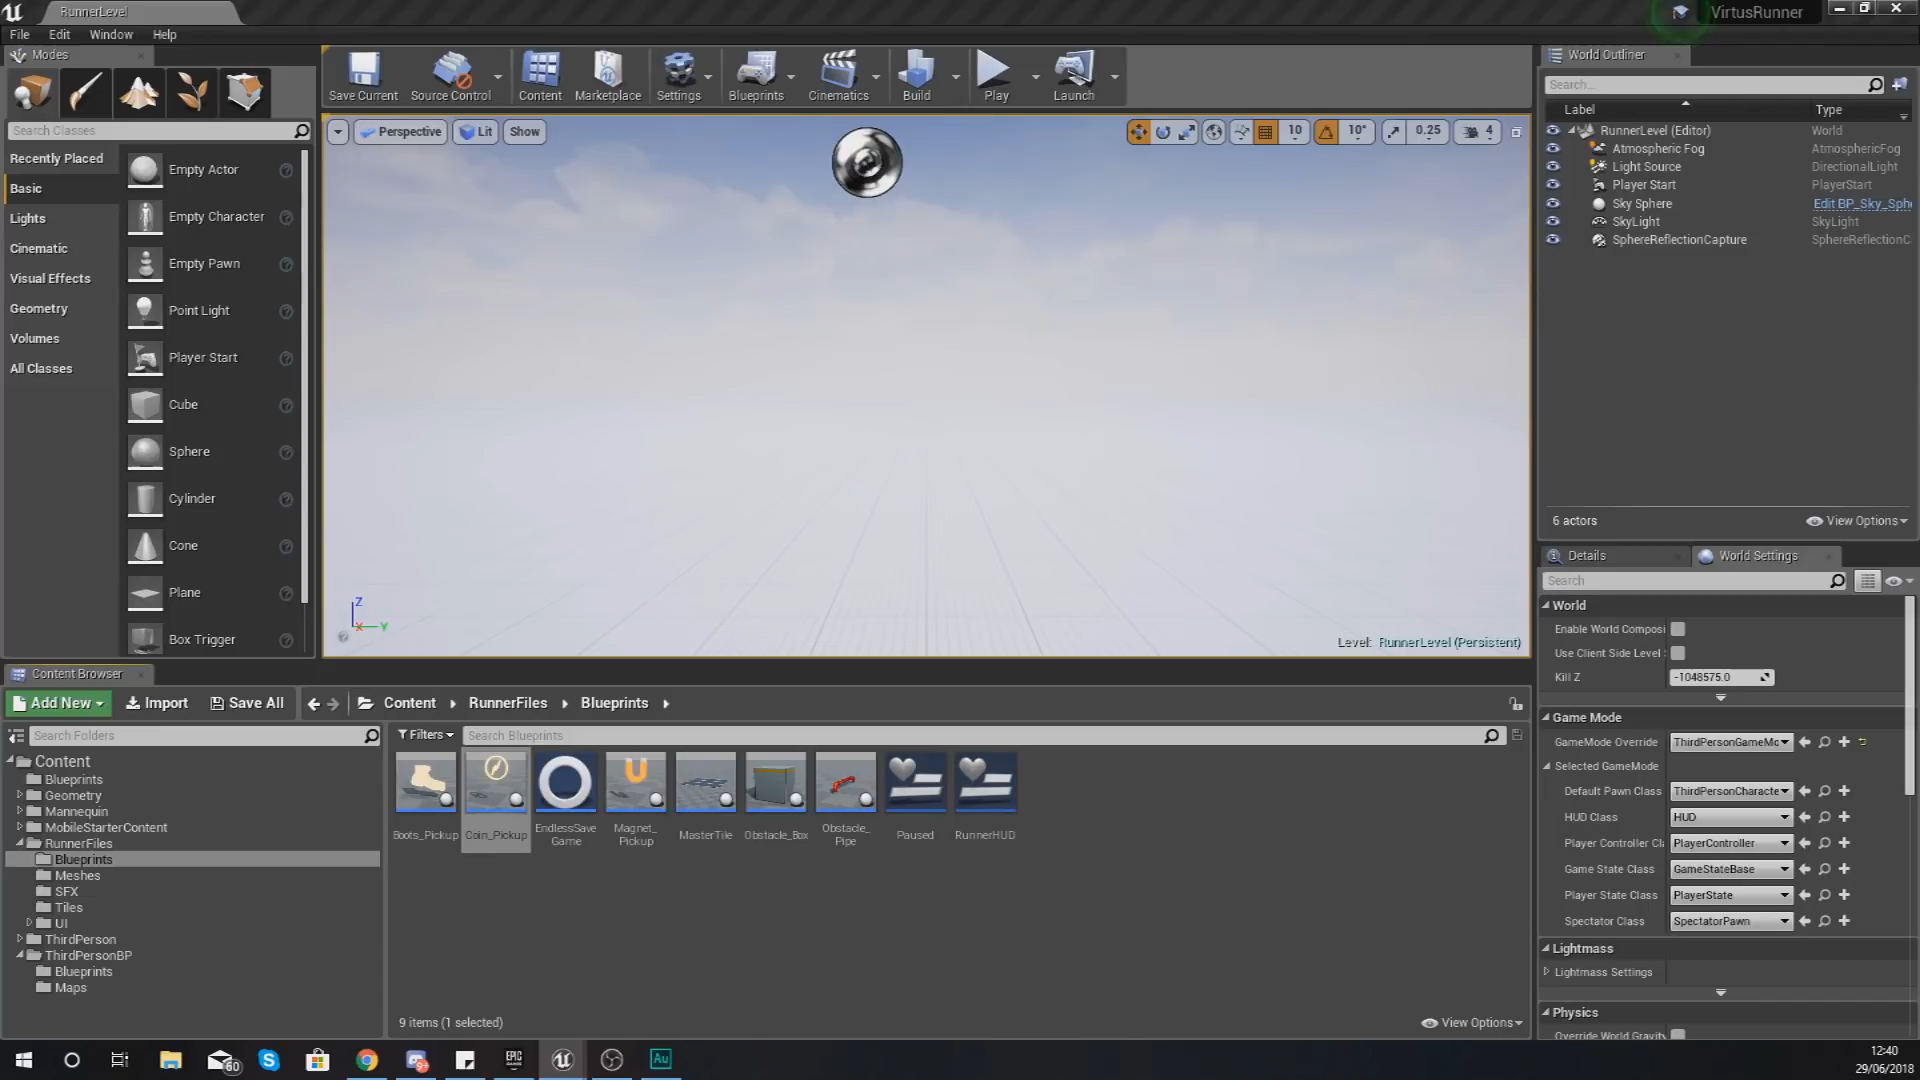 RunnerLevel
VirtusRunner
File Edit Window Help
Modes
World Outliner
Save Current Source Control Content Marketplace Settings Blueprints Cinematics Build Play Launch
Search...
Label Type
Search Classes
Perspective Lit Show 10 10° 0.25 4
RunnerLevel (Editor) World
Atmospheric Fog AtmosphericFog
Light Source DirectionalLight
Player Start PlayerStart
Sky Sphere Edit BP_Sky_Sph
SkyLight SkyLight
SphereReflectionCapture SphereReflectionC
Recently Placed
Basic
Lights
Cinematic
Visual Effects
Geometry
Volumes
All Classes
Empty Actor
Empty Character
Empty Pawn
Point Light
Player Start
Cube
Sphere
Cylinder
Cone
Plane
Box Trigger
Z
X Y
Level: RunnerLevel (Persistent)
6 actors View Options
Details World Settings
Search
World
Enable World Composi
Use Client Side Level
Kill Z -1048575.0
Game Mode
GameMode Override ThirdPersonGameMc
Selected GameMode
Default Pawn Class ThirdPersonCharacte
HUD Class HUD
Player Controller Cl PlayerController
Game State Class GameStateBase
Player State Class PlayerState
Spectator Class SpectatorPawn
Lightmass
Lightmass Settings
Physics
Override World Gravity
Content Browser
Add New Import Save All Content RunnerFiles Blueprints
Search Folders
Filters Search Blueprints
Content
Blueprints
Geometry
Mannequin
MobileStarterContent
RunnerFiles
Blueprints
Meshes
SFX
Tiles
UI
ThirdPerson
ThirdPersonBP
Blueprints
Maps
Boots_Pickup Coin_Pickup EndlessSave Game Magnet_ Pickup MasterTile Obstacle_Box Obstacle_ Pipe Paused RunnerHUD
9 items (1 selected) View Options
60 EPIC GAMES Au
12:40
29/06/2018